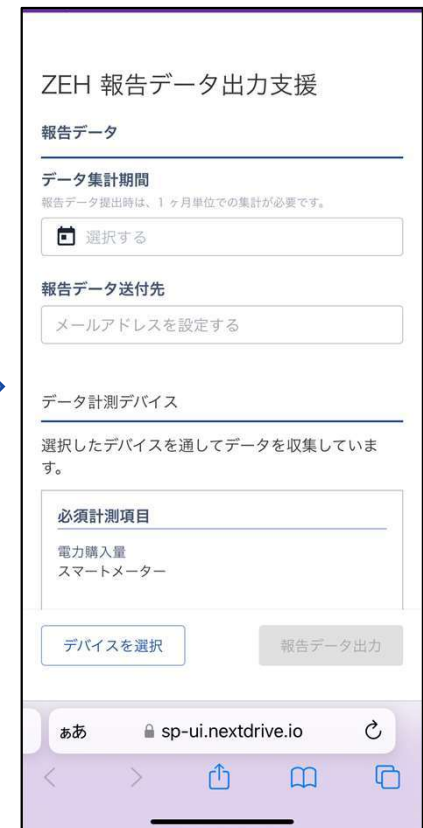 ZEH 報告データ出力支援
報告データ
データ集計期間
報告データ提出時は、1 ヶ月単位での集計が必要です。
選択する
報告データ送付先
メールアドレスを設定する
データ計測デバイス
選択したデバイスを通してデータを収集していま
す。
必須計測項目
電力購入量
スマートメーター
デバイスを選択
報告データ出力
ぁあ
sp-ui.nextdrive.io